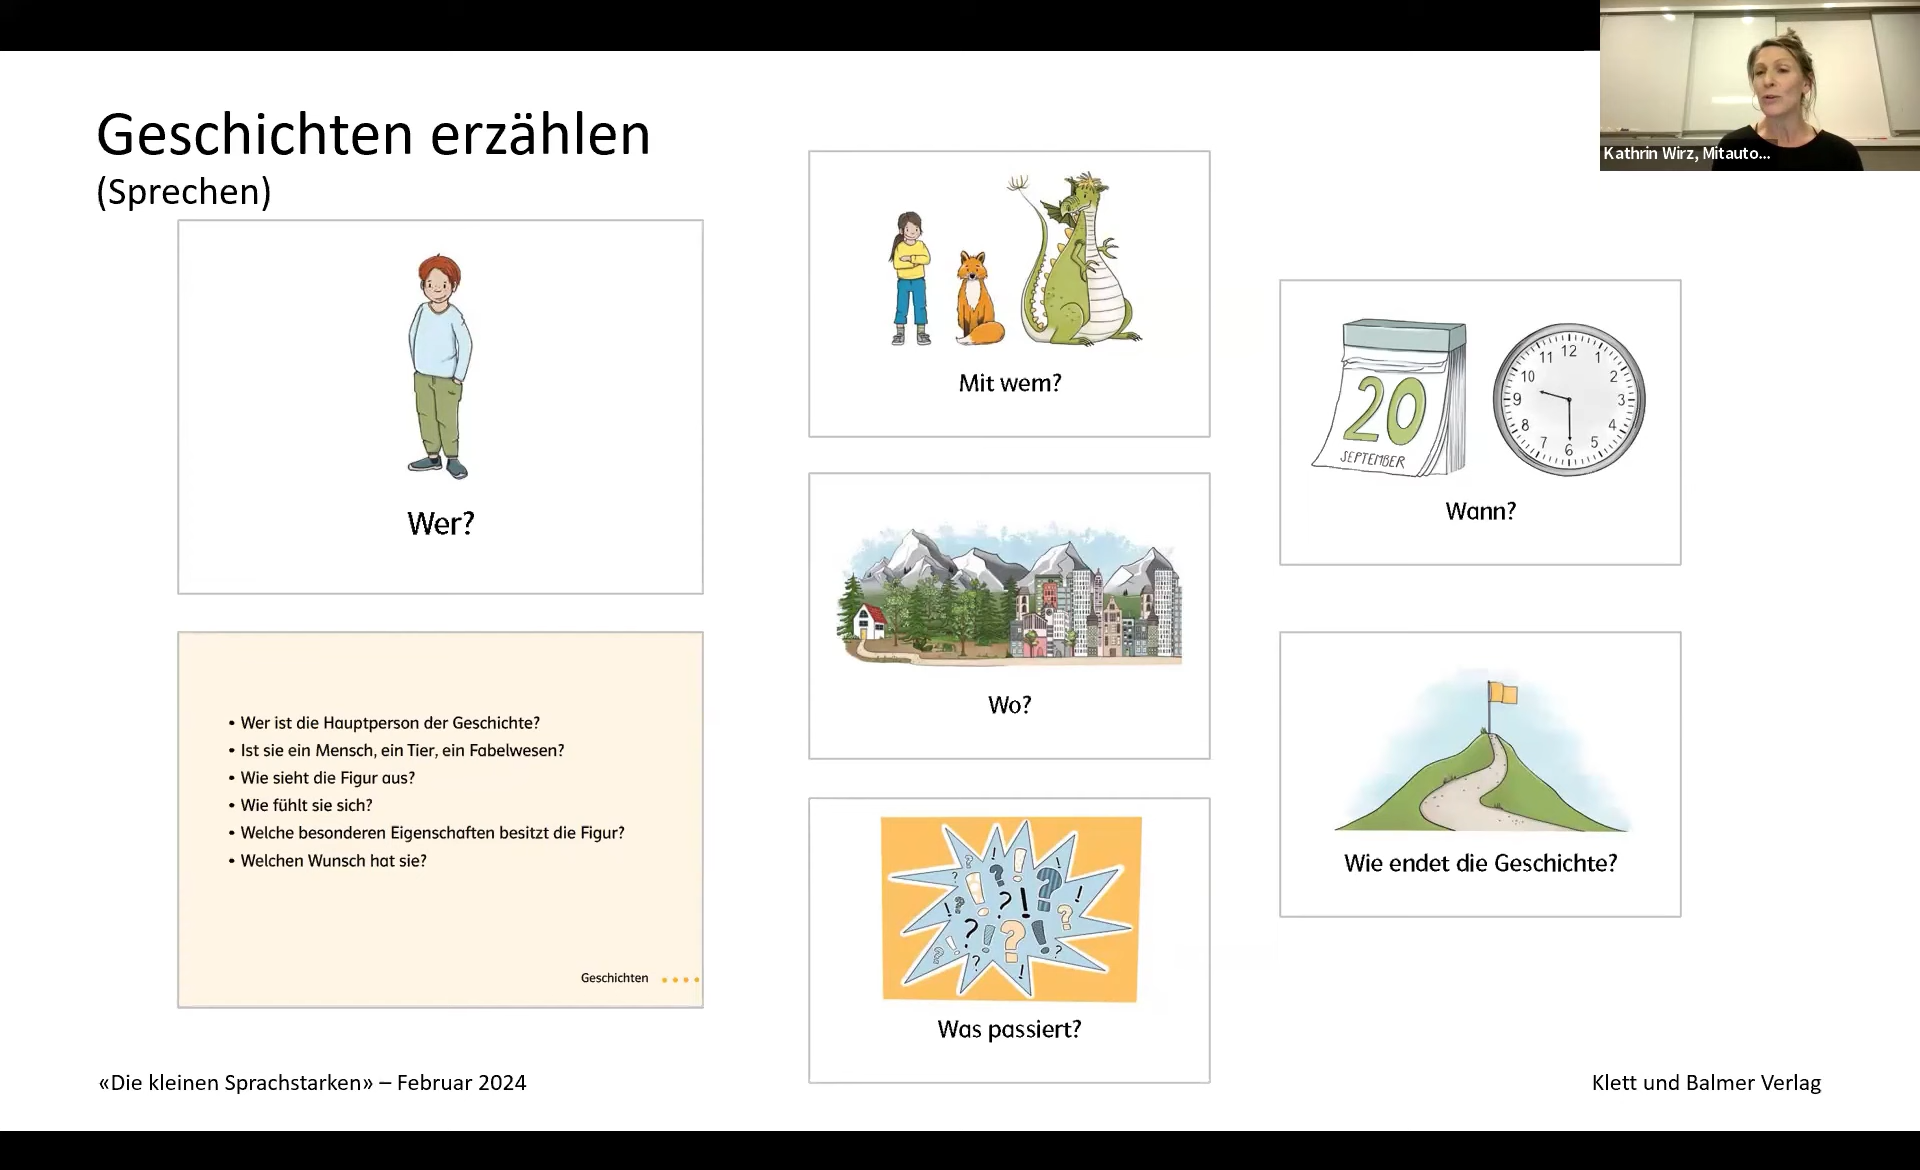 Geschichten erzählen
(Sprechen)
Kathrin Wirz, Mitauto...
Wer?
• Wer ist die Hauptperson der Geschichte?
• Ist sie ein Mensch, ein Tier, ein Fabelwesen?
• Wie sieht die Figur aus?
• Wie fühlt sie sich?
• Welche besonderen Eigenschaften besitzt die Figur?
• Welchen Wunsch hat sie?
Geschichten
Mit wem?
Wo?
Was passiert?
20
SEPTEMBER
12
1
2
3
4
5
6
7
8
9
10
11
Wann?
Wie endet die Geschichte?
«Die kleinen Sprachstarken» – Februar 2024
Klett und Balmer Verlag